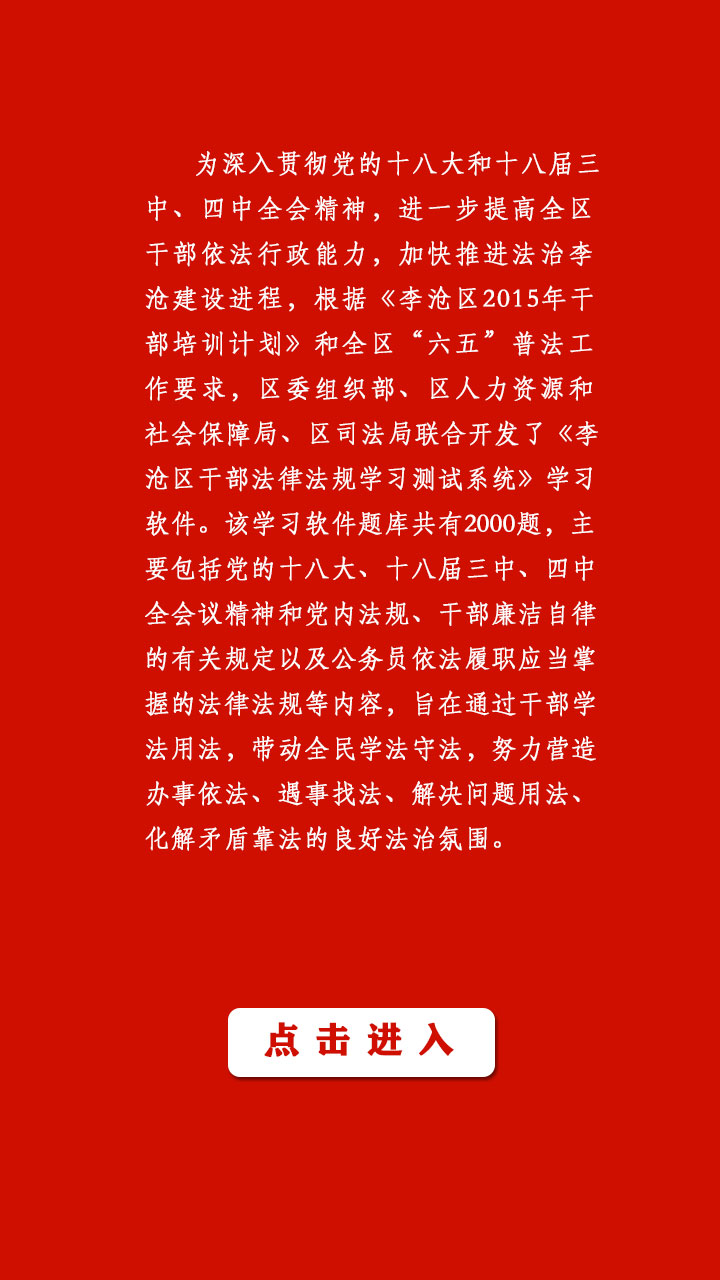 为深入贯彻党的十八大和十八届三
中、四中全会精神，进一步提高全区
干部依法行政能力，加快推进法治李
沧建设进程，根据《李沧区2015年干
部培训计划》和全区“六五”普法工
作要求，区委组织部、区人力资源和
社会保障局、区司法局联合开发了《李
沧区干部法律法规学习测试系统》学习
软件。该学习软件题库共有2000题，主
要包括党的十八大、十八届三中、四中
全会议精神和党内法规、干部廉洁自律
的有关规定以及公务员依法履职应当掌
握的法律法规等内容，旨在通过干部学
法用法，带动全民学法守法，努力营造
办事依法、遇事找法、解决问题用法、
化解矛盾靠法的良好法治氛围。
点击进入